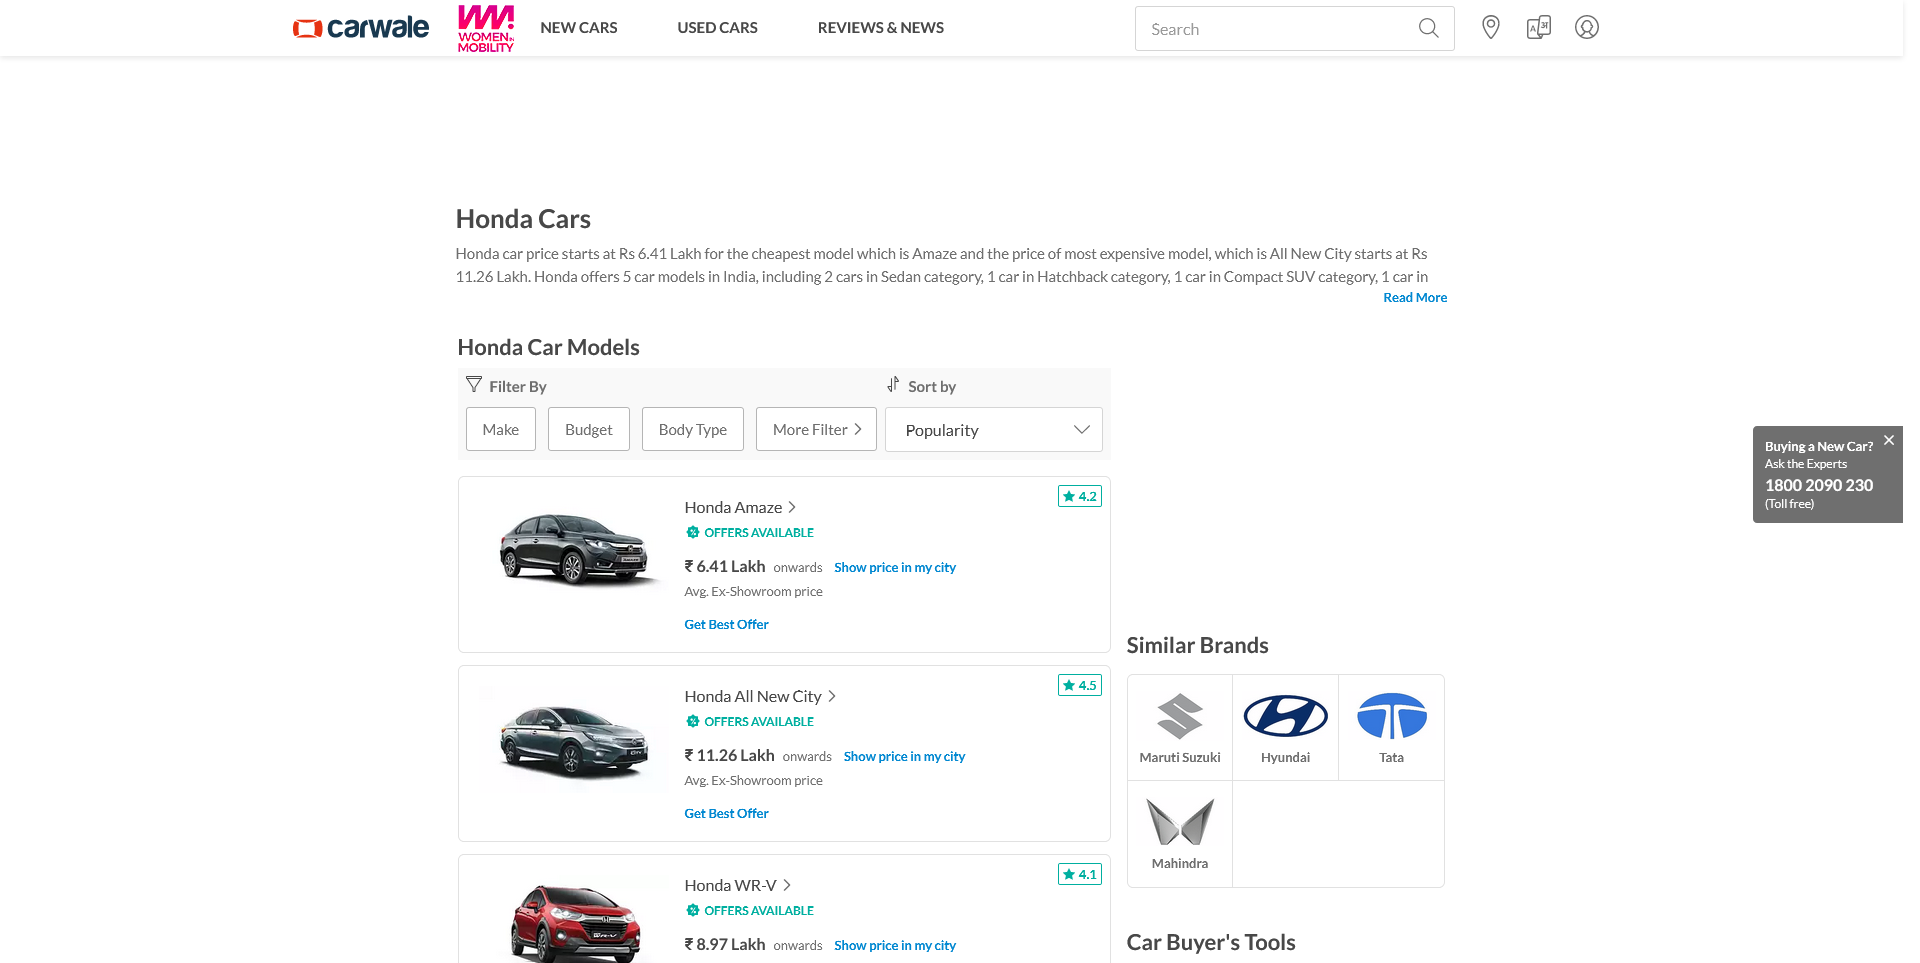 carwale
WOMEN IN
MOBILITY
NEW CARS
USED CARS
REVIEWS & NEWS
Search
Honda Cars
Honda car price starts at Rs 6.41 Lakh for the cheapest model which is Amaze and the price of most expensive model, which is All New City starts at Rs
11.26 Lakh. Honda offers 5 car models in India, including 2 cars in Sedan category, 1 car in Hatchback category, 1 car in Compact SUV category, 1 car in
Read More
Honda Car Models
Filter By
Sort by
Make
Budget
Body Type
More Filter
Popularity
Buying a New Car?
Ask the Experts
1800 2090 230
(Toll free)
Honda Amaze
4.2
OFFERS AVAILABLE
₹ 6.41 Lakh onwards Show price in my city
Avg. Ex-Showroom price
Get Best Offer
Honda All New City
4.5
OFFERS AVAILABLE
₹ 11.26 Lakh onwards Show price in my city
Avg. Ex-Showroom price
Get Best Offer
Honda WR-V
4.1
OFFERS AVAILABLE
₹ 8.97 Lakh onwards Show price in my city
Similar Brands
Maruti Suzuki
Hyundai
Tata
Mahindra
Car Buyer's Tools